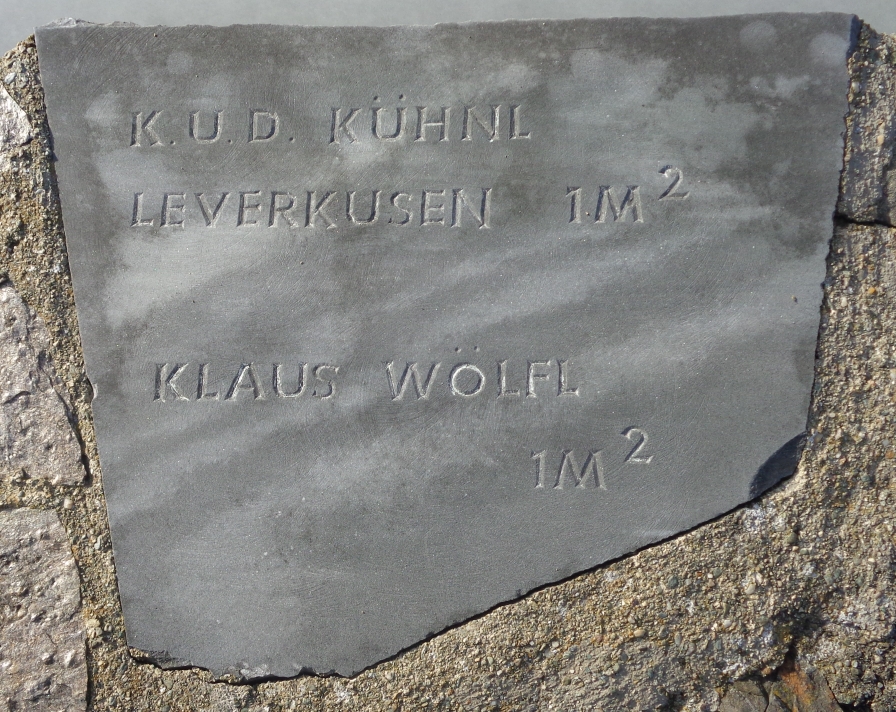 K.U.D. KÜHNL
LEVERKUSEN 1M²
KLAUS WÖLFL
1M²